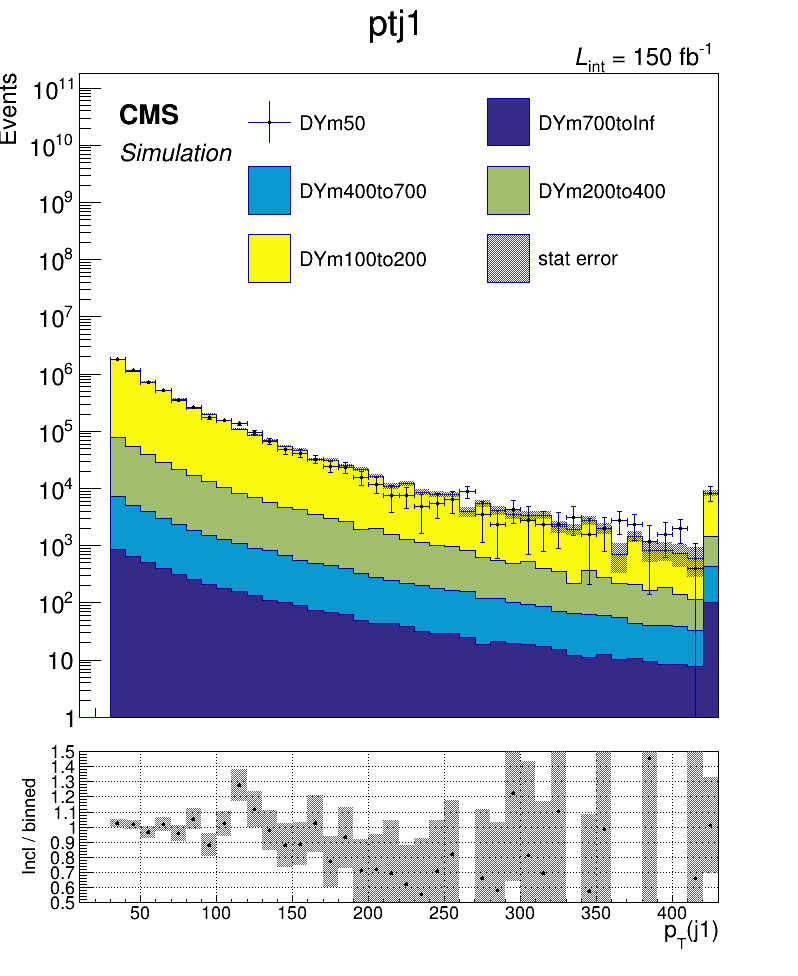 ptj1
L_int = 150 fb^-1
Events
CMS
Simulation
DYm50
DYm700toInf
DYm400to700
DYm200to400
DYm100to200
stat error
10^11
10^10
10^9
10^8
10^7
10^6
10^5
10^4
10^3
10^2
10
1
Incl / binned
1.5
1.4
1.3
1.2
1.1
1
0.9
0.8
0.7
0.6
0.5
50 100 150 200 250 300 350 400
p_T(j1)